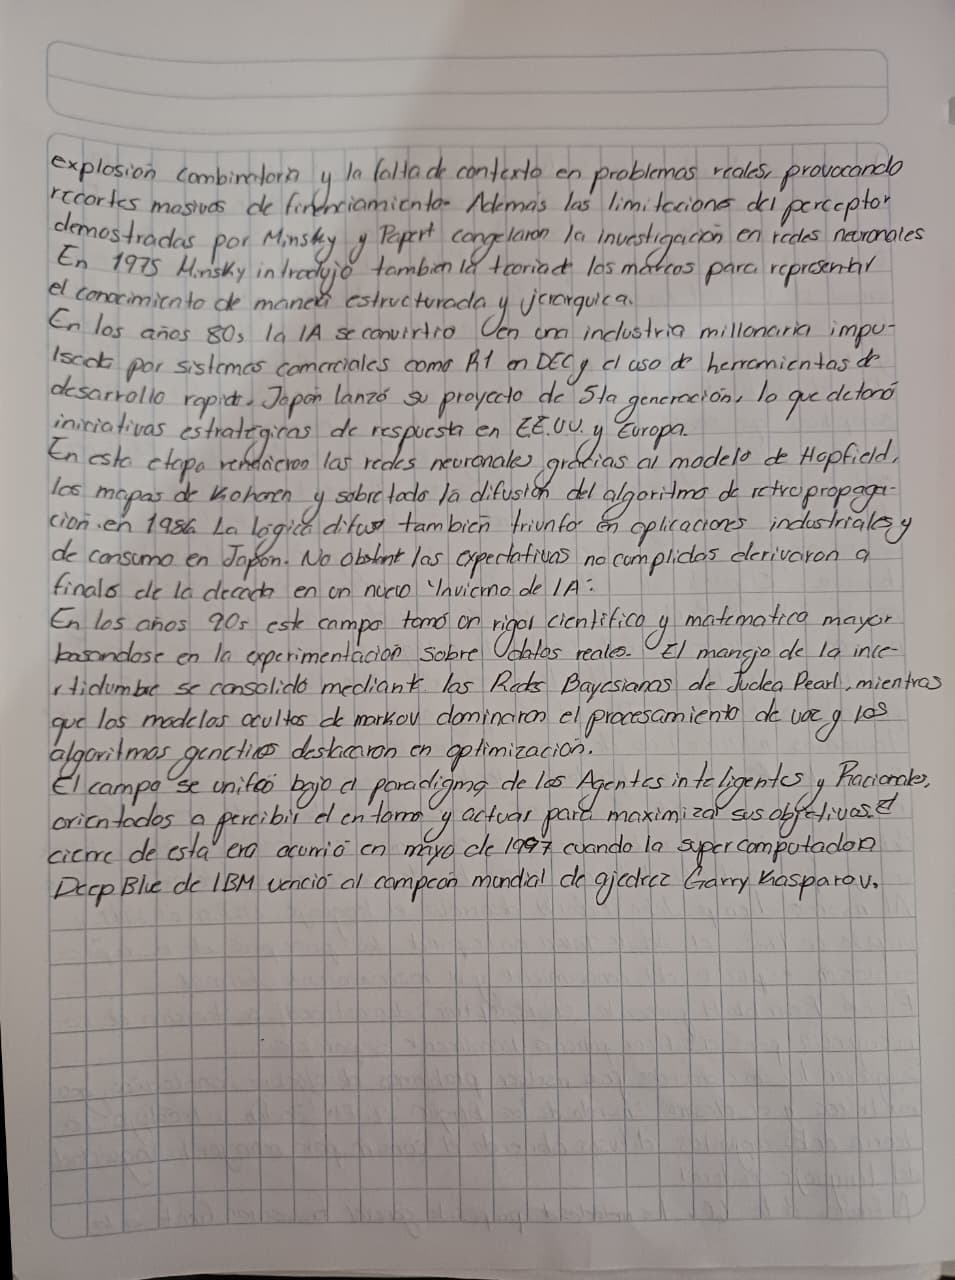 explosión combinatoria y la falta de contexto en problemas reales, provocando
recortes masivos de financiamiento. Además las limitaciones del perceptor
demostradas por Minsky y Papert congelaron la investigación en redes neuronales
En 1975 Minsky introdujo tambien la teoria de los marcos para representar
el conocimiento de manera estructurada y jerarquica.
En los años 80s la IA se convirtio en una industria millonaria impu-
lsada por sistemas comerciales como R1 en DEC y el uso de herramientas de
desarrollo rapido. Japón lanzó su proyecto de 5ta generación, lo que detonó
iniciativas estratégicas de respuesta en EE.UU. y Europa.
En esta etapa las redes neuronales gracias al modelo de Hopfield,
los mapas de Kohonen y sobre todo la difusión del algoritmo de retropropaga-
ción en 1986. La lógica difusa tambien triunfo en aplicaciones industriales y
de consumo en Japón. No obstante las expectativas no cumplidas derivaron a
finales de la decada en un nuevo "Invierno de IA".
En los años 90s este campo tomó un rigor cientifico y matematico mayor
basandose en la experimentación sobre datos reales. El manejo de la ince-
rtidumbre se consolidó mediante las Redes Bayesianas de Judea Pearl, mientras
que los modelos ocultos de markov dominaron el procesamiento de voz y los
algoritmos geneticos destacaron en optimización.
El campo se unificó bajo el paradigma de los Agentes inteligentes y Racionales,
orientados a percibir el entorno y actuar para maximizar sus objetivos. El
cierre de esta era ocurrió en mayo de 1997 cuando la supercomputadora
Deep Blue de IBM venció al campeón mundial de ajedrez Garry Kasparov.